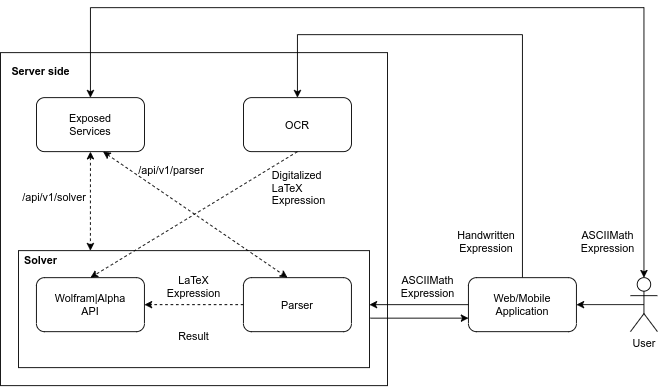 Server side
Exposed
Services
OCR
/api/v1/parser
Digitalized
LaTeX
Expression
/api/v1/solver
Handwritten
Expression
ASCIIMath
Expression
Solver
Wolfram|Alpha
API
LaTeX
Expression
Parser
ASCIIMath
Expression
Web/Mobile
Application
Result
User